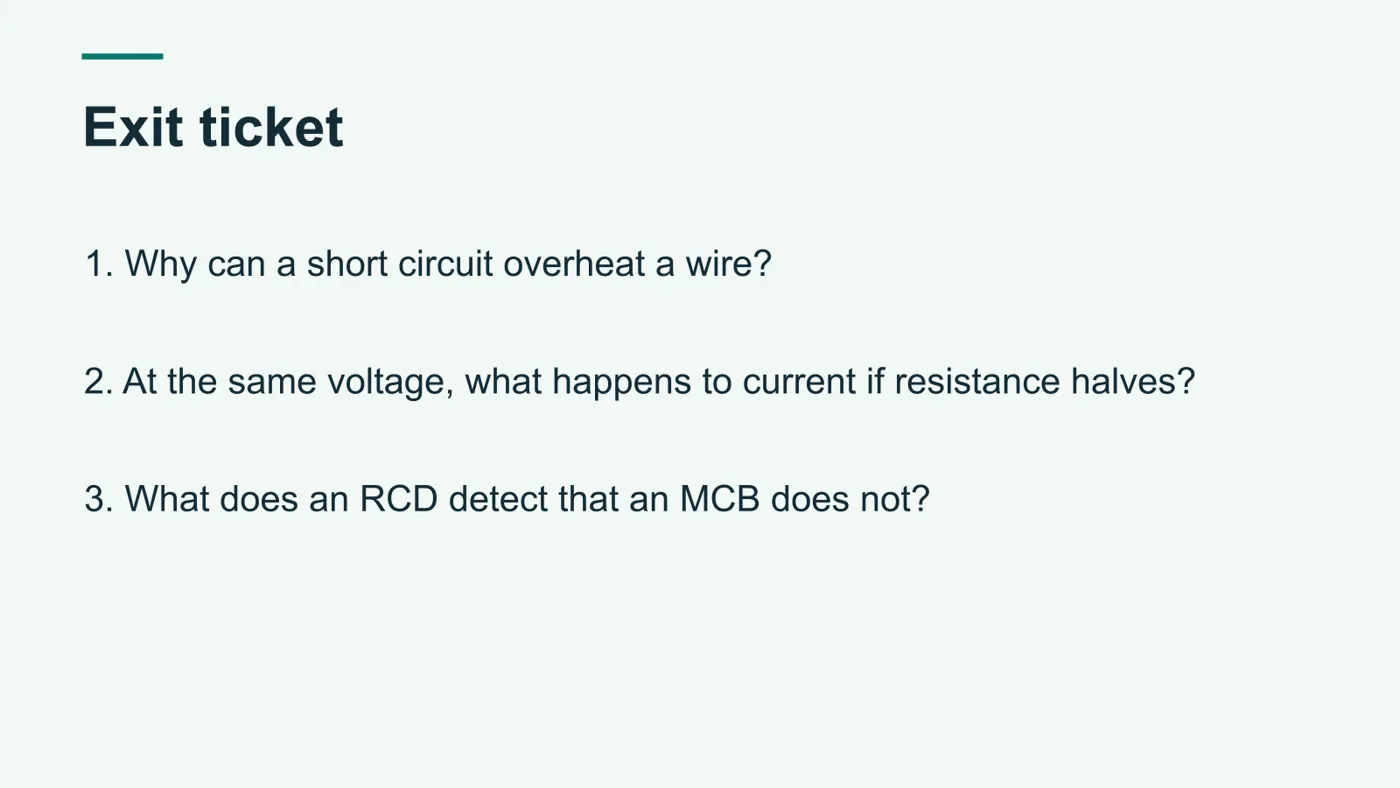 Exit ticket
1. Why can a short circuit overheat a wire?
2. At the same voltage, what happens to current if resistance halves?
3. What does an RCD detect that an MCB does not?